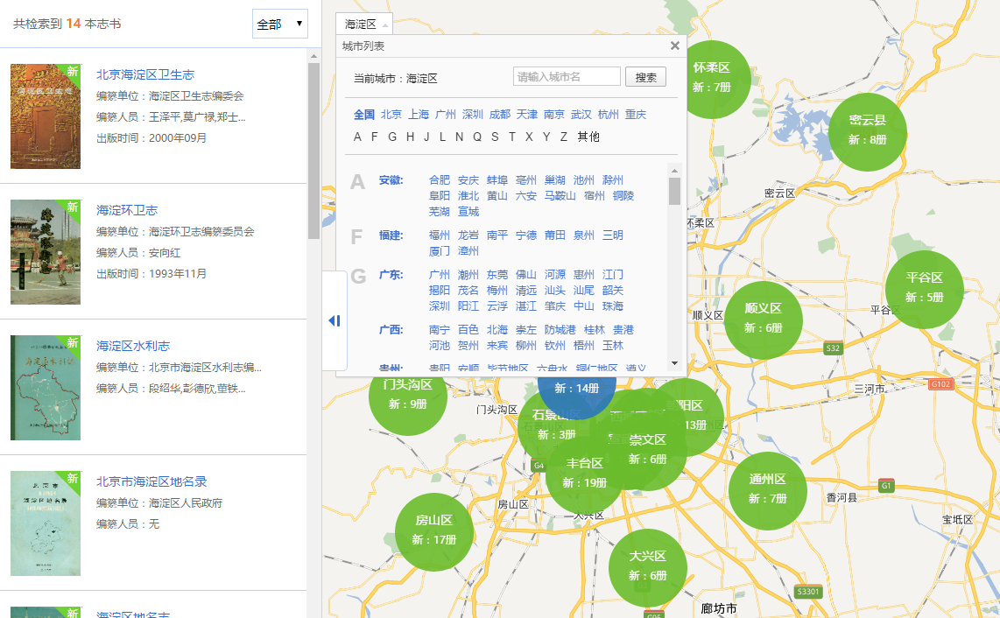 共检索到 14 本志书
全部
新
北京海淀区卫生志
编纂单位：海淀区卫生志编委会
编纂人员：王泽平,莫广禄,郑士...
出版时间：2000年09月
新
海淀环卫志
编纂单位：海淀环卫志编纂委员会
编纂人员：安向红
出版时间：1993年11月
新
海淀区水利志
编纂单位：北京市海淀区水利志编...
编纂人员：段绍华,彭德欣,董铁...
新
北京市海淀区地名录
编纂单位：海淀区人民政府
编纂人员：无
新
海淀区地名志
海淀区
城市列表
当前城市：海淀区
请输入城市名
搜索
全国 北京 上海 广州 深圳 成都 天津 南京 武汉 杭州 重庆
A F G H J L N Q S T X Y Z 其他
A 安徽: 合肥 安庆 蚌埠 亳州 巢湖 池州 滁州
阜阳 淮北 黄山 六安 马鞍山 宿州 铜陵
芜湖 宣城
F 福建: 福州 龙岩 南平 宁德 莆田 泉州 三明
厦门 漳州
G 广东: 广州 潮州 东莞 佛山 河源 惠州 江门
揭阳 茂名 梅州 清远 汕头 汕尾 韶关
深圳 阳江 云浮 湛江 肇庆 中山 珠海
广西: 南宁 百色 北海 崇左 防城港 桂林 贵港
河池 贺州 来宾 柳州 钦州 梧州 玉林
贵州: 贵阳 安顺 毕节地区 六盘水 铜仁地区 遵义
怀柔区
新：7册
密云县
新：8册
密云区
怀柔区
平谷区
新：5册
平谷区
顺义区
顺义区
新：6册
S32
三河市
G102
门头沟区
新：9册
门头沟区
新：14册
石景山区
新：3册
阳区
13册
崇文区
新：6册
丰台区
新：19册
G4
通州区
新：7册
G1
香河县
宝坻区
房山区
房山区
新：17册
大兴区
大兴区
新：6册
S3301
廊坊市